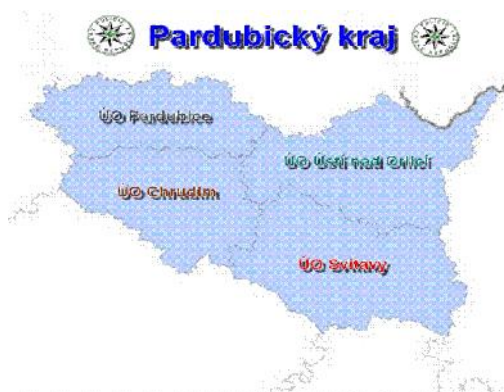 Pardubický kraj
ÚO Pardubice
ÚO Ústí nad Orlicí
ÚO Chrudim
ÚO Svitavy